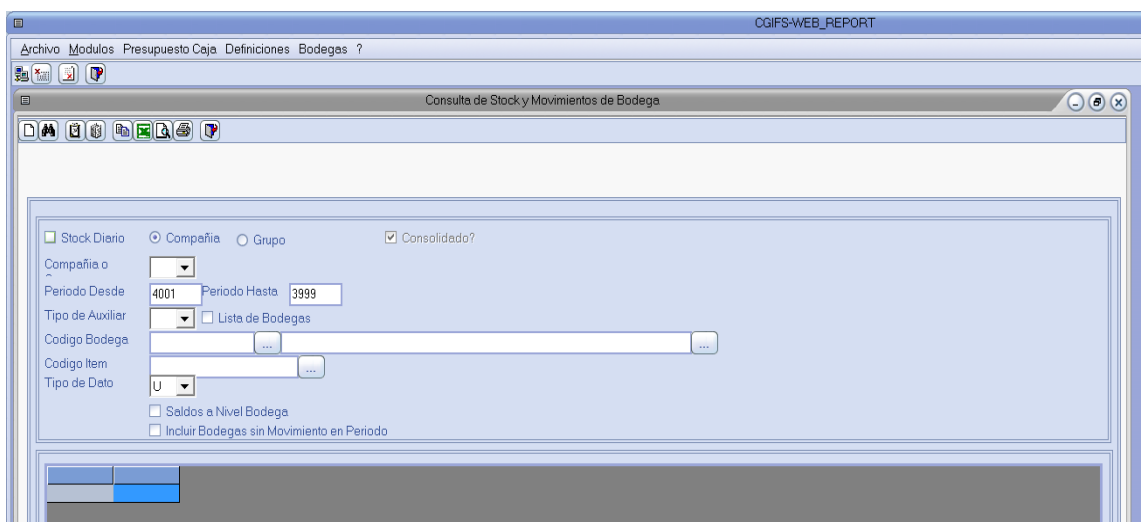 CGIFS-WEB_REPORT
Archivo Modulos Presupuesto Caja Definiciones Bodegas ?
Consulta de Stock y Movimientos de Bodega
Stock Diario Compañia Grupo Consolidado?
Compañia o
Periodo Desde 4001 Periodo Hasta 3999
Tipo de Auxiliar Lista de Bodegas
Codigo Bodega ... ...
Codigo Item ...
Tipo de Dato U
Saldos a Nivel Bodega
Incluir Bodegas sin Movimiento en Periodo